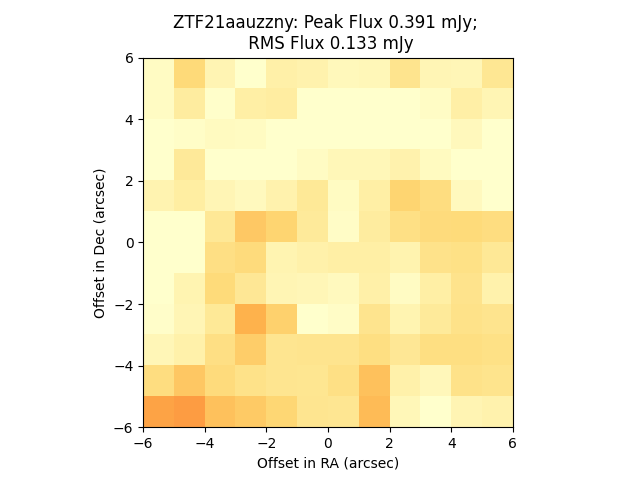 ZTF21aauzzny: Peak Flux 0.391 mJy;
RMS Flux 0.133 mJy
6
4
2
0
−2
−4
−6
Offset in Dec (arcsec)
−6 −4 −2 0 2 4 6
Offset in RA (arcsec)